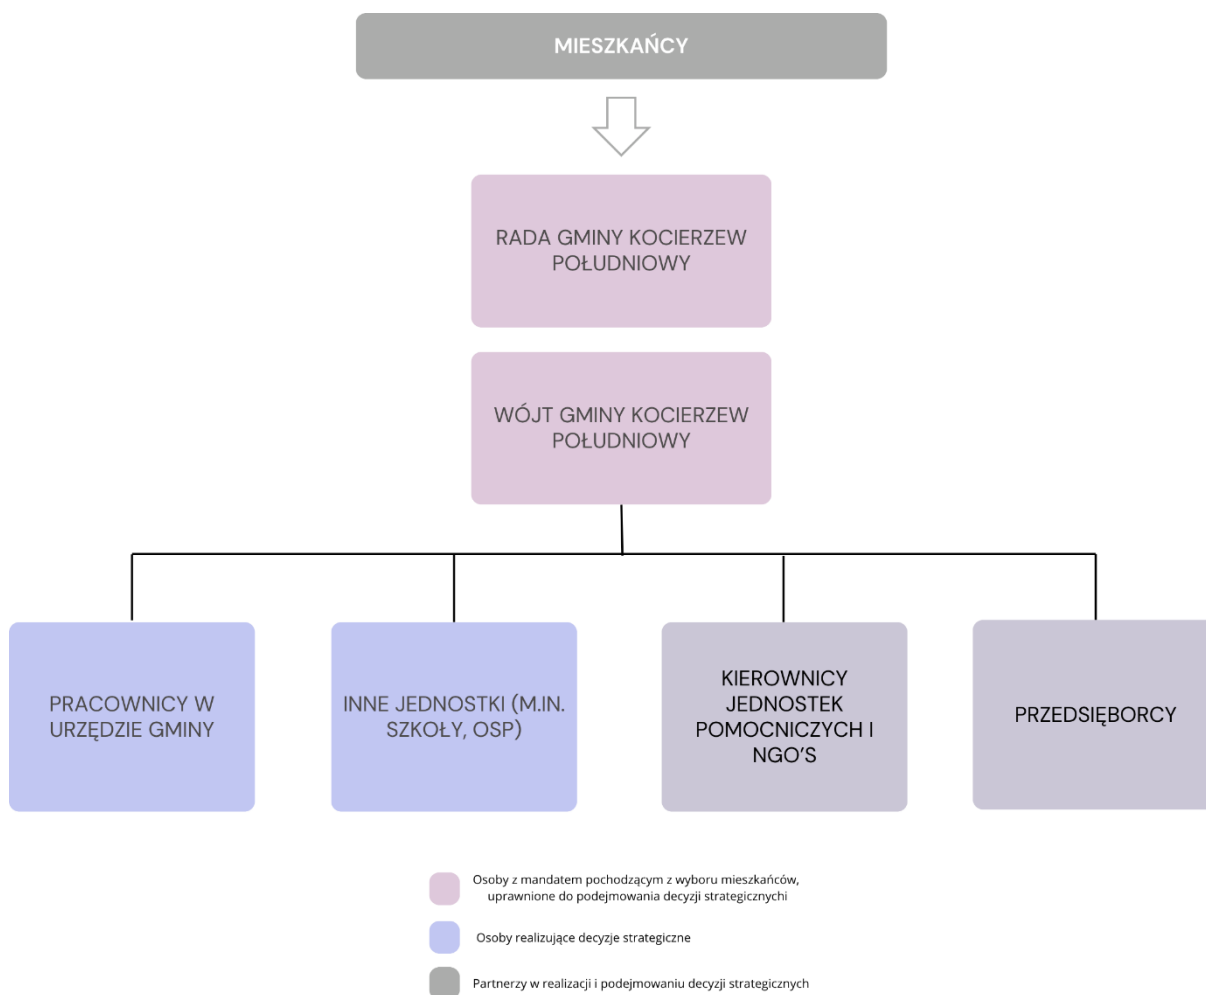 MIESZKAŃCY
RADA GMINY KOCIERZEW
POŁUDNIOWY
WÓJT GMINY KOCIERZEW
POŁUDNIOWY
PRACOWNICY W
URZĘDZIE GMINY
INNE JEDNOSTKI (M.IN.
SZKOŁY, OSP)
KIEROWNICY
JEDNOSTEK
POMOCNICZYCH I
NGO'S
PRZEDSIĘBORCY
Osoby z mandatem pochodzącym z wyboru mieszkańców,
uprawnione do podejmowania decyzji strategicznychi
Osoby realizujące decyzje strategiczne
Partnerzy w realizacji i podejmowaniu decyzji strategicznych